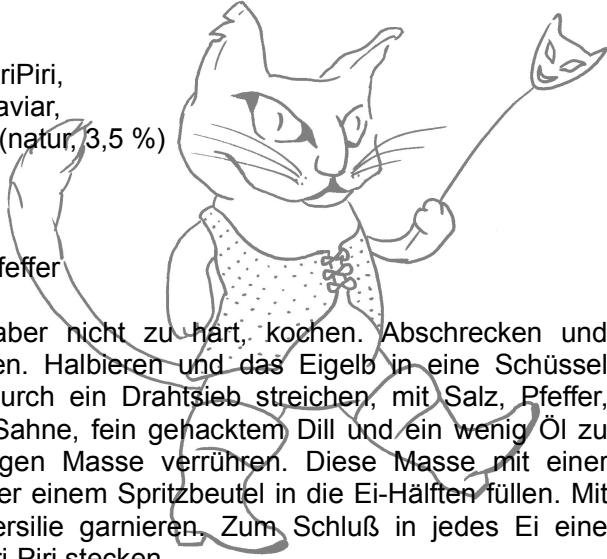 riPiri,
aviar,
(natur, 3,5 %)
feffer
aber nicht zu hart, kochen. Abschrecken und
en. Halbieren und das Eigelb in eine Schüssel
urch ein Drahtsieb streichen, mit Salz, Pfeffer,
Sahne, fein gehacktem Dill und ein wenig Öl zu
gen Masse verrühren. Diese Masse mit einer
er einem Spritzbeutel in die Ei-Hälften füllen. Mit
ersilie garnieren. Zum Schluß in jedes Ei eine
ri Piri stecken